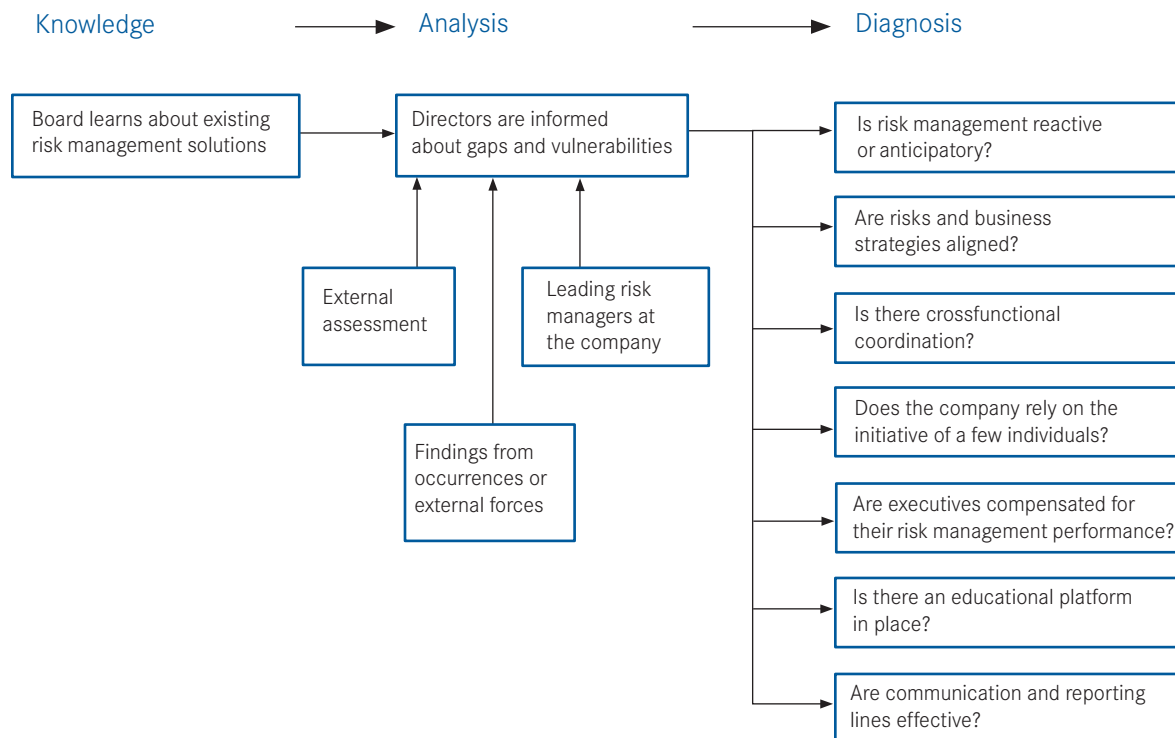 Knowledge
Analysis
Diagnosis
Board learns about existing
risk management solutions
Directors are informed
about gaps and vulnerabilities
External
assessment
Findings from
occurrences or
external forces
Leading risk
managers at
the company
Is risk management reactive
or anticipatory?
Are risks and business
strategies aligned?
Is there crossfunctional
coordination?
Does the company rely on the
initiative of a few individuals?
Are executives compensated for
their risk management performance?
Is there an educational platform
in place?
Are communication and reporting
lines effective?